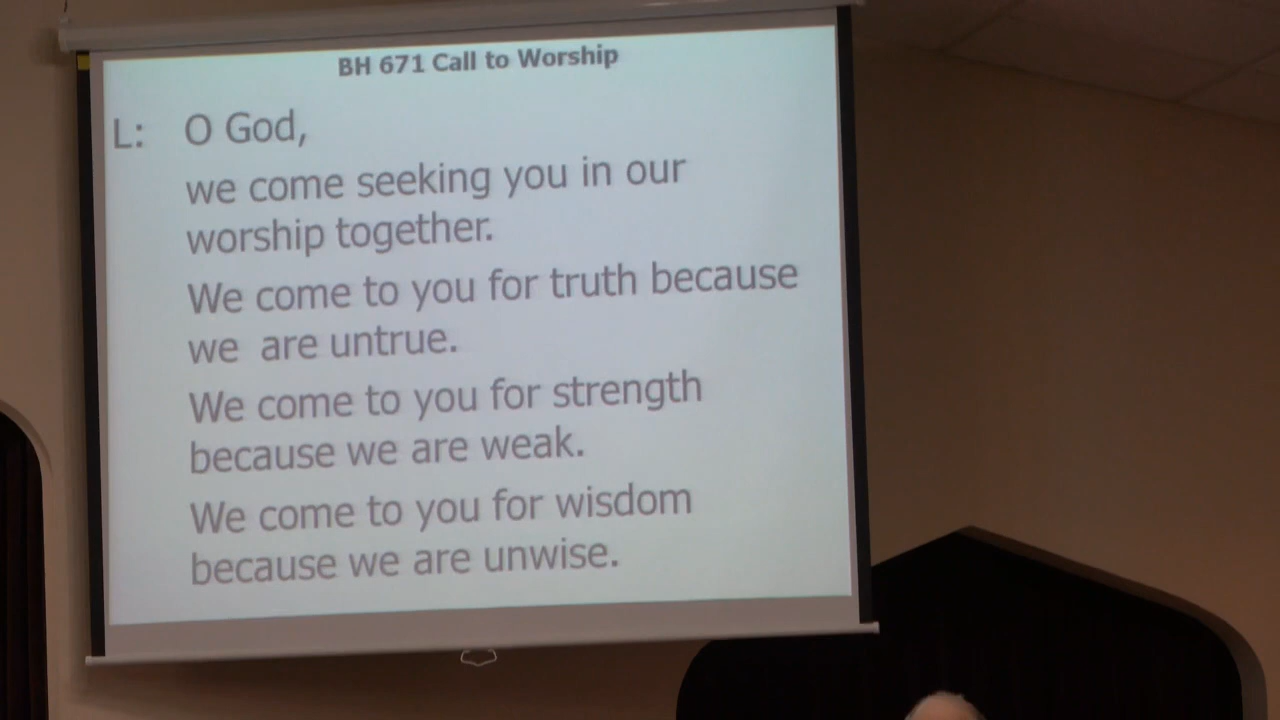 BH 671 Call to Worship
L: O God,
we come seeking you in our
worship together.
We come to you for truth because
we are untrue.
We come to you for strength
because we are weak.
We come to you for wisdom
because we are unwise.